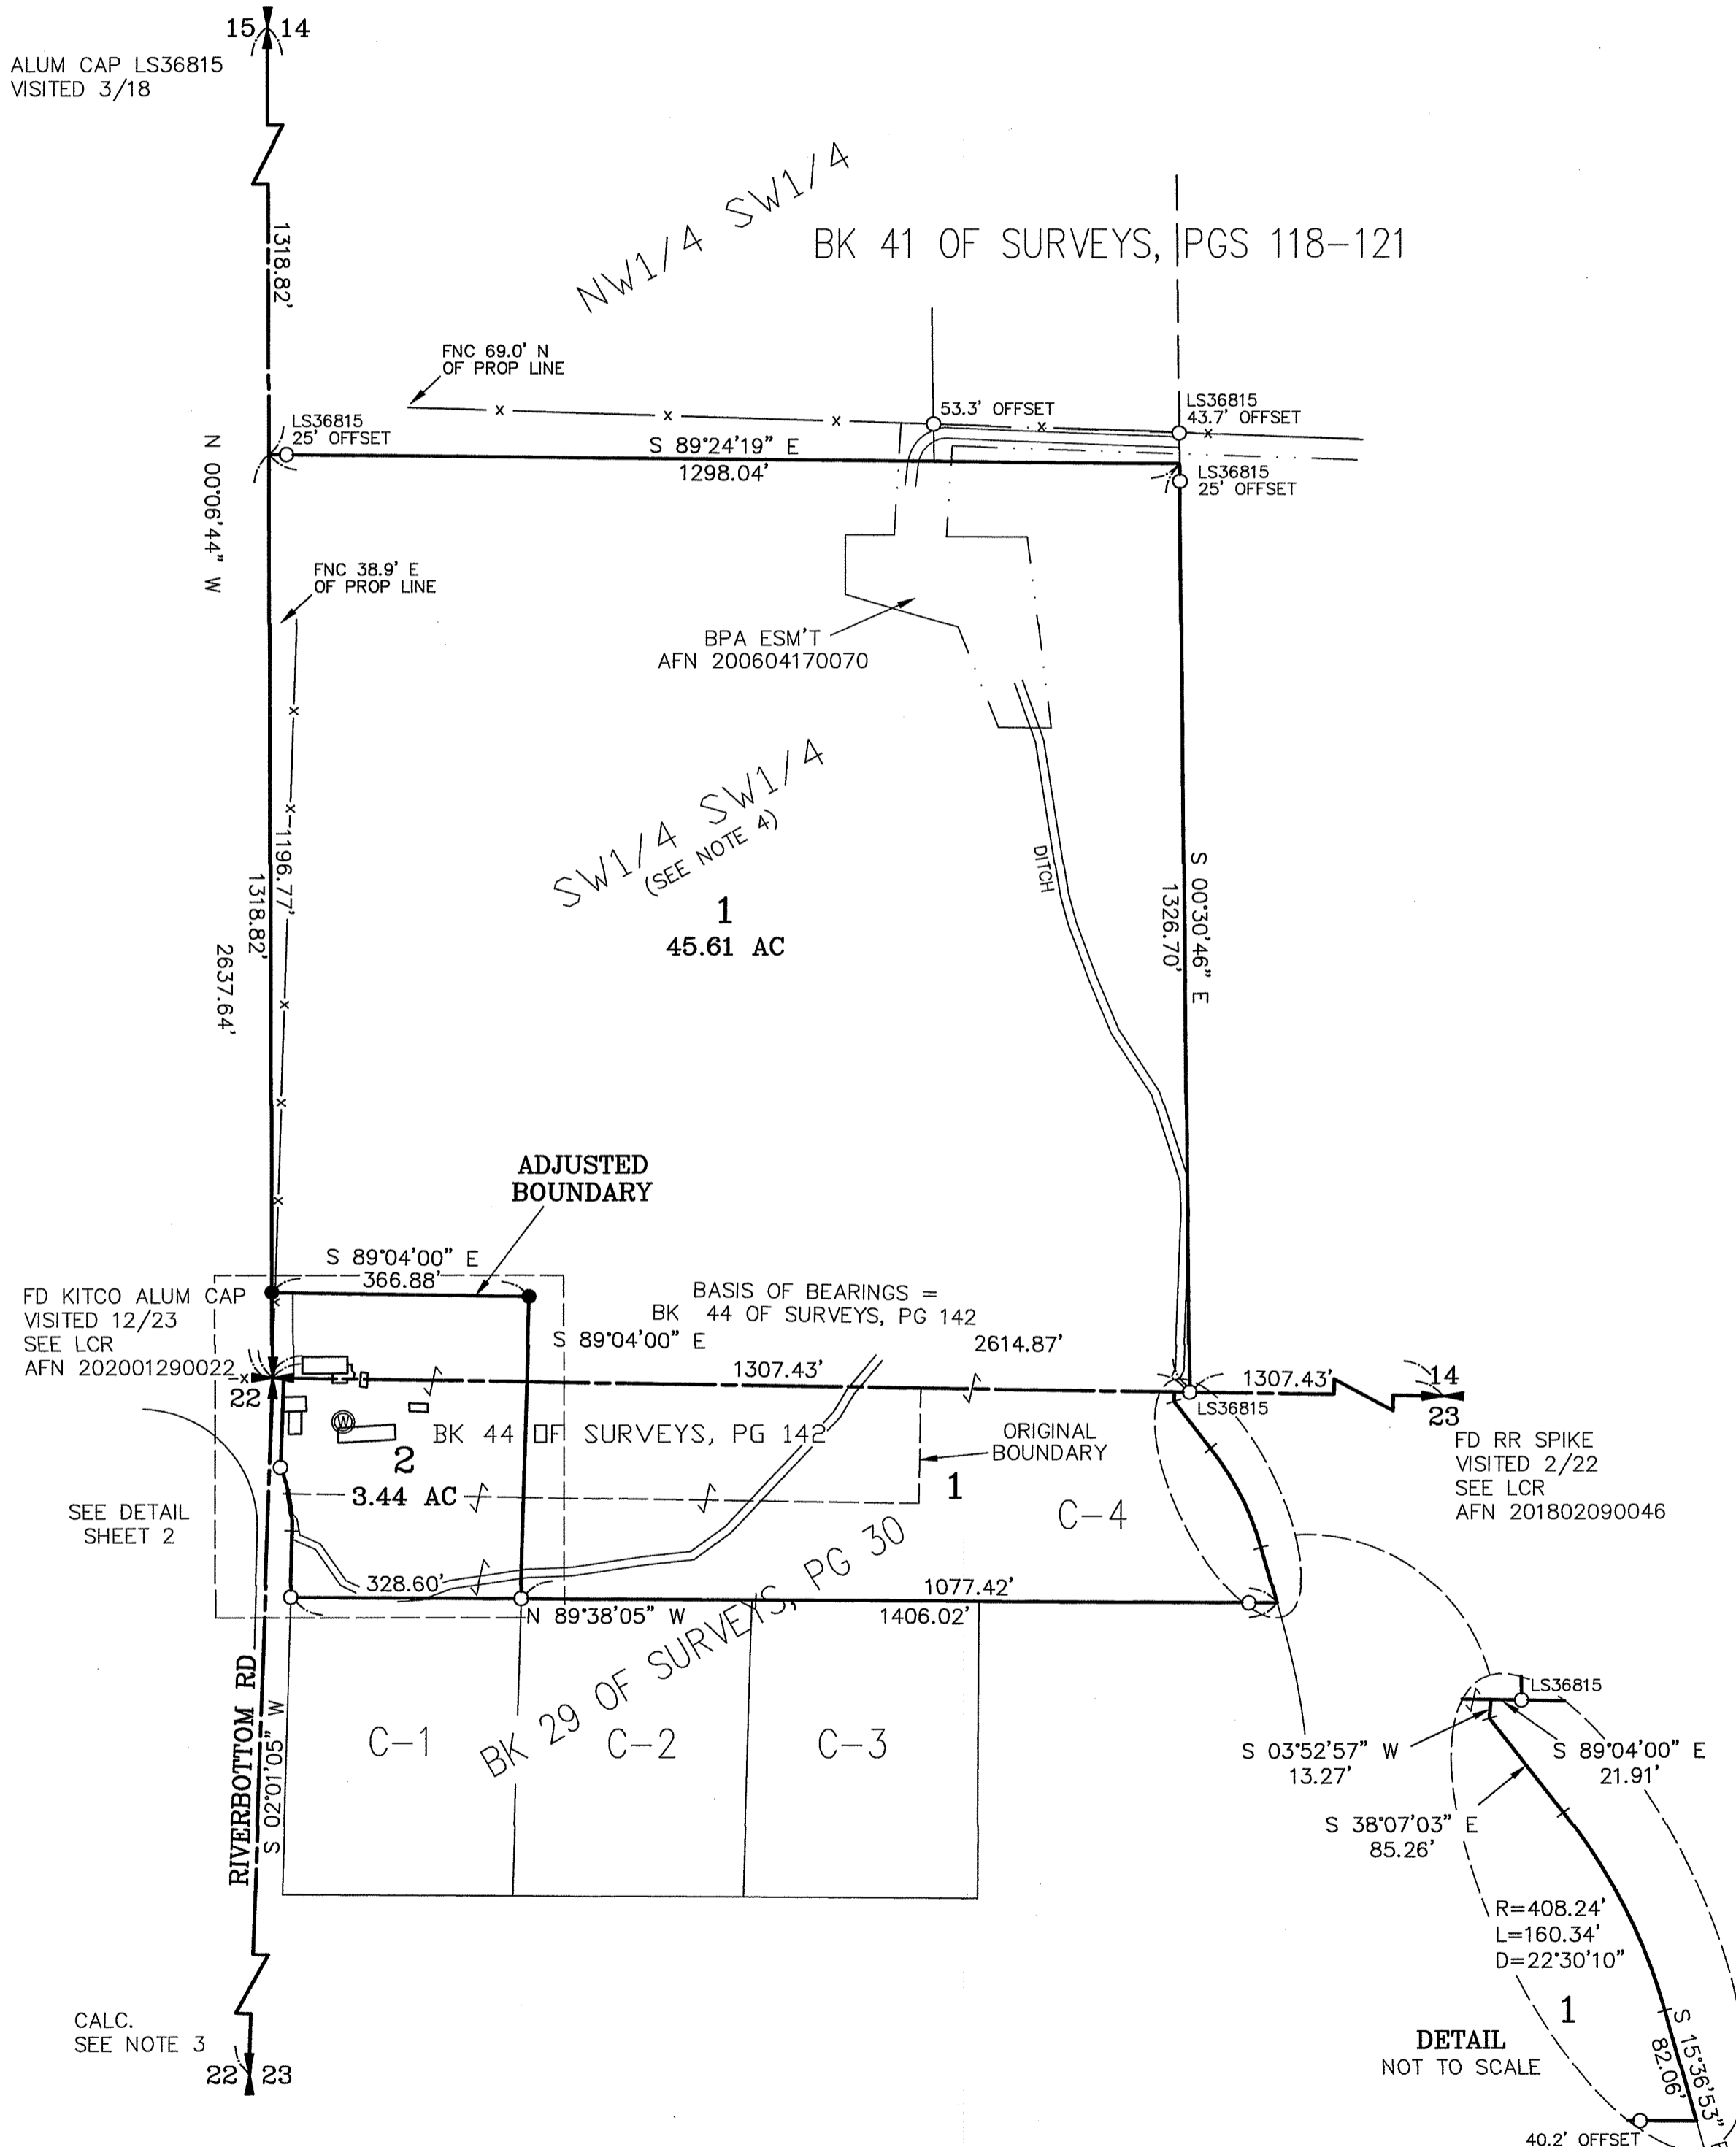 15 14
ALUM CAP LS36815
VISITED 3/18
1318.82'
NW1/4 SW1/4
BK 41 OF SURVEYS, PGS 118-121
FNC 69.0' N
OF PROP LINE
LS36815
25' OFFSET
53.3' OFFSET
LS36815
43.7' OFFSET
S 89°24'19" E
1298.04'
LS36815
25' OFFSET
N 00°06'44" W
FNC 38.9' E
OF PROP LINE
BPA ESM'T
AFN 200604170070
SW1/4 SW1/4
(SEE NOTE 4)
1
45.61 AC
1196.77'
1318.82'
2637.64'
DITCH
S 00°30'46" E
1326.70'
ADJUSTED
BOUNDARY
S 89°04'00" E
366.88'
FD KITCO ALUM CAP
VISITED 12/23
SEE LCR
AFN 202001290022
22
BASIS OF BEARINGS =
BK 44 OF SURVEYS, PG 142
S 89°04'00" E
2614.87'
1307.43'
1307.43'
14
23
LS36815
FD RR SPIKE
VISITED 2/22
SEE LCR
AFN 201802090046
W
BK 44 OF SURVEYS, PG 142
2
3.44 AC
ORIGINAL
BOUNDARY
1
C-4
SEE DETAIL
SHEET 2
328.60'
N 89°38'05" W
1077.42'
1406.02'
BK 29 OF SURVEYS, PG 30
C-1
C-2
C-3
RIVERBOTTOM RD
S 02°01'05" W
CALC.
SEE NOTE 3
22 23
LS36815
S 03°52'57" W
13.27'
S 89°04'00" E
21.91'
S 38°07'03" E
85.26'
R=408.24'
L=160.34'
D=22°30'10"
1
DETAIL
NOT TO SCALE
S 15°36'53" E
82.06'
40.2' OFFSET